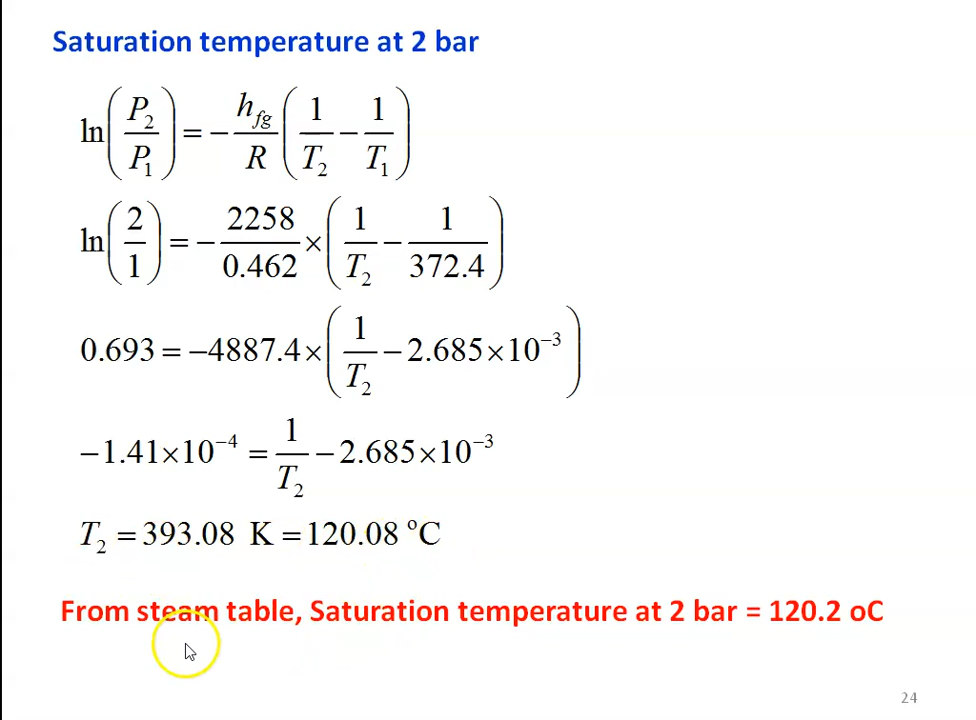 Saturation temperature at 2 bar
ln(P₂/P₁) = −h_fg/R (1/T₂ − 1/T₁)
ln(2/1) = −2258/0.462 × (1/T₂ − 1/372.4)
0.693 = −4887.4 × (1/T₂ − 2.685×10⁻³)
−1.41×10⁻⁴ = 1/T₂ − 2.685×10⁻³
T₂ = 393.08 K = 120.08 °C
From steam table, Saturation temperature at 2 bar = 120.2 oC
24